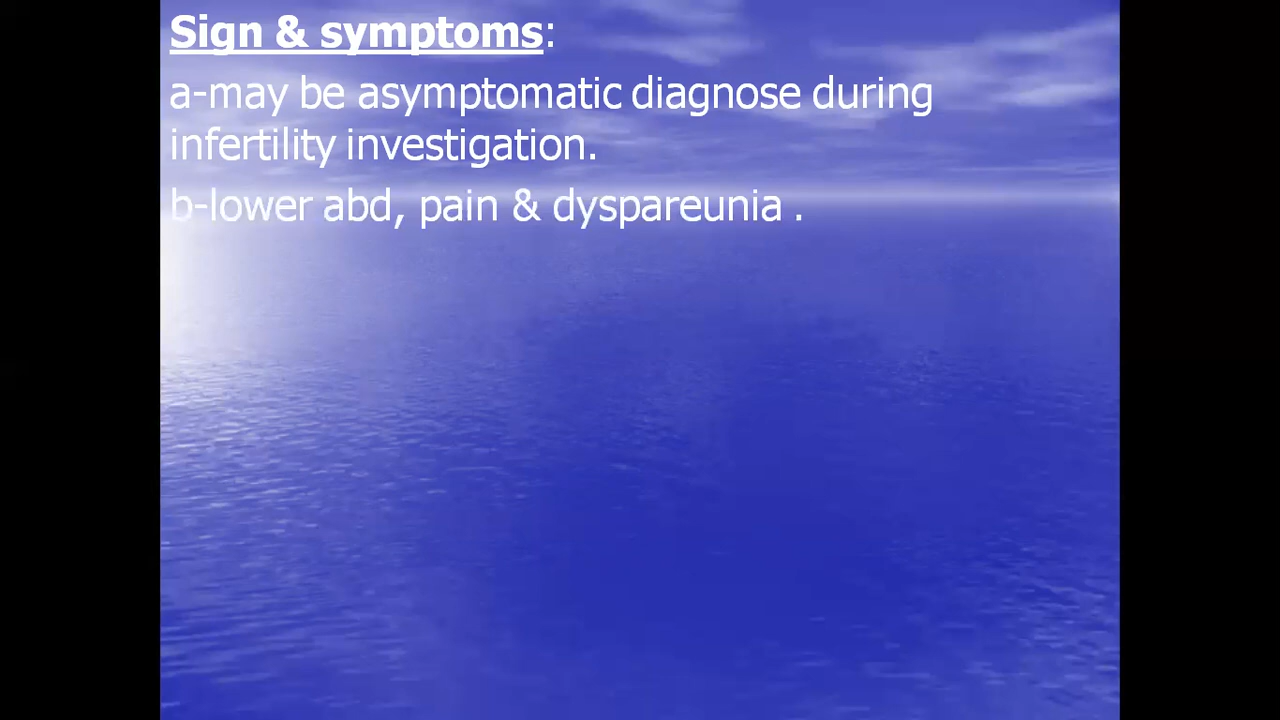 Sign & symptoms:
a-may be asymptomatic diagnose during
infertility investigation.
b-lower abd, pain & dyspareunia .